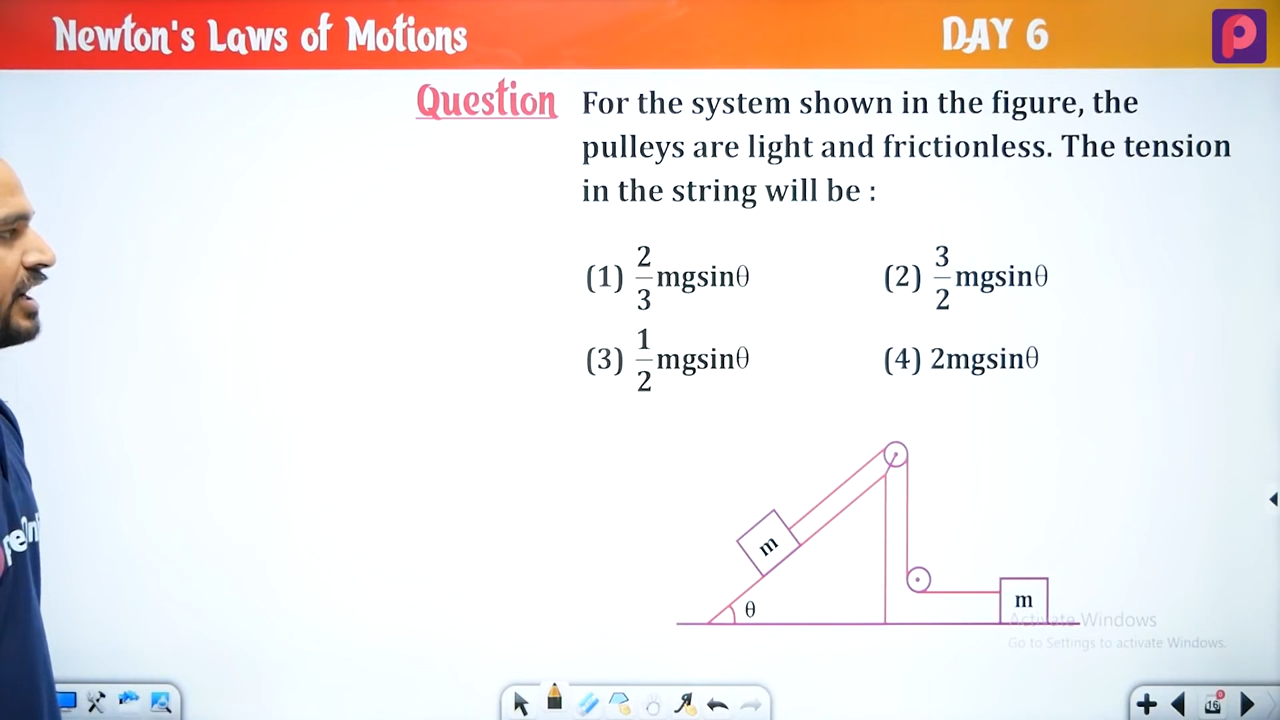 Newton's Laws of Motions
DAY 6
Question
For the system shown in the figure, the
pulleys are light and frictionless. The tension
in the string will be :
(1) 2/3 mgsinθ
(2) 3/2 mgsinθ
(3) 1/2 mgsinθ
(4) 2mgsinθ
m
θ
m
Activate Windows
Go to Settings to activate Windows.
16